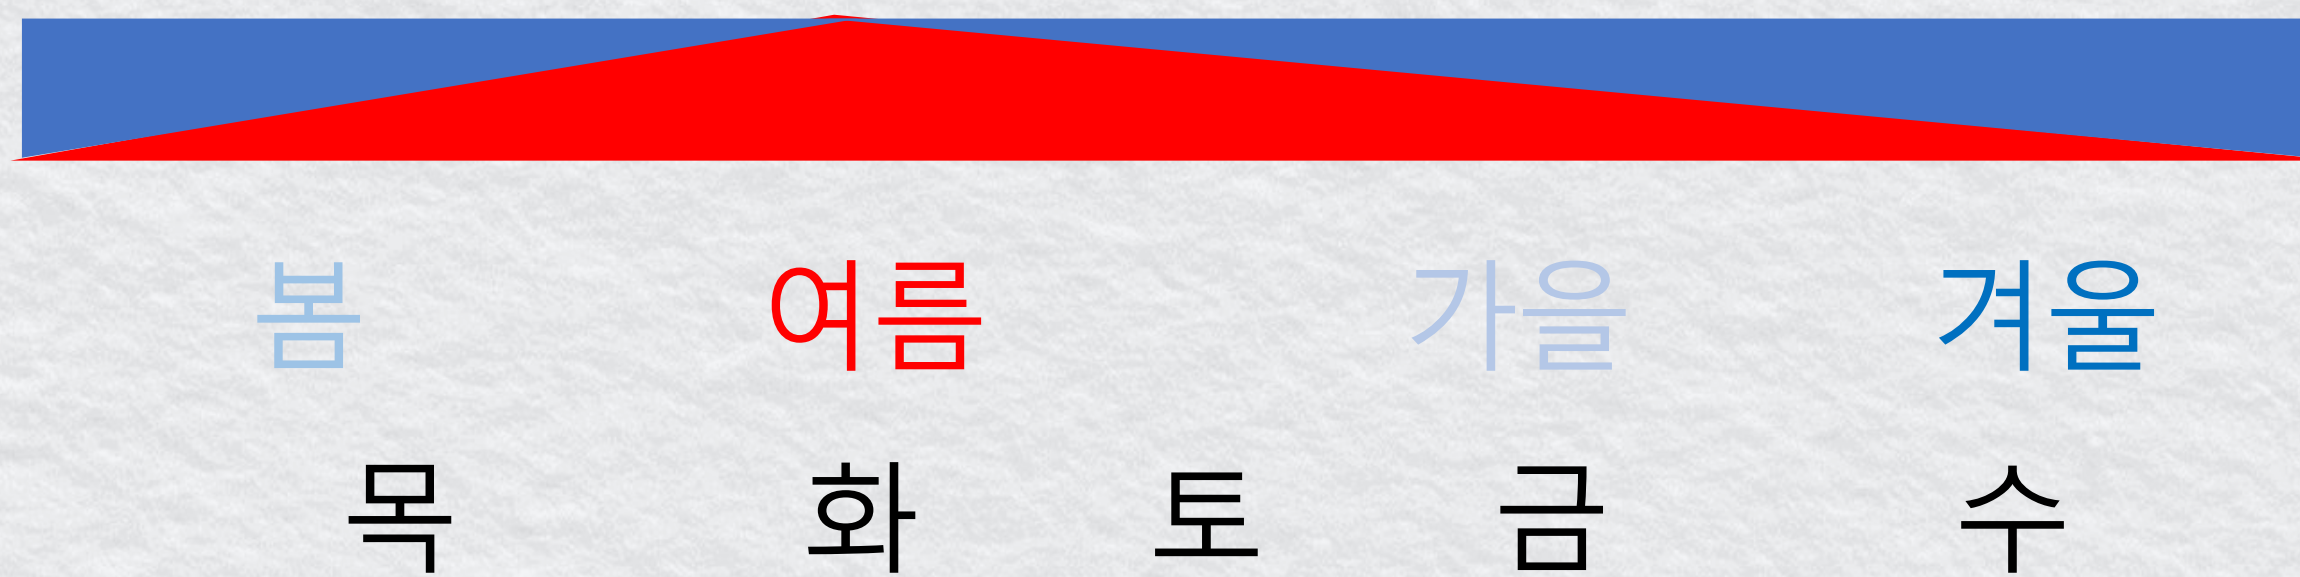 봄 여름 가을 겨울
목 화 토 금 수